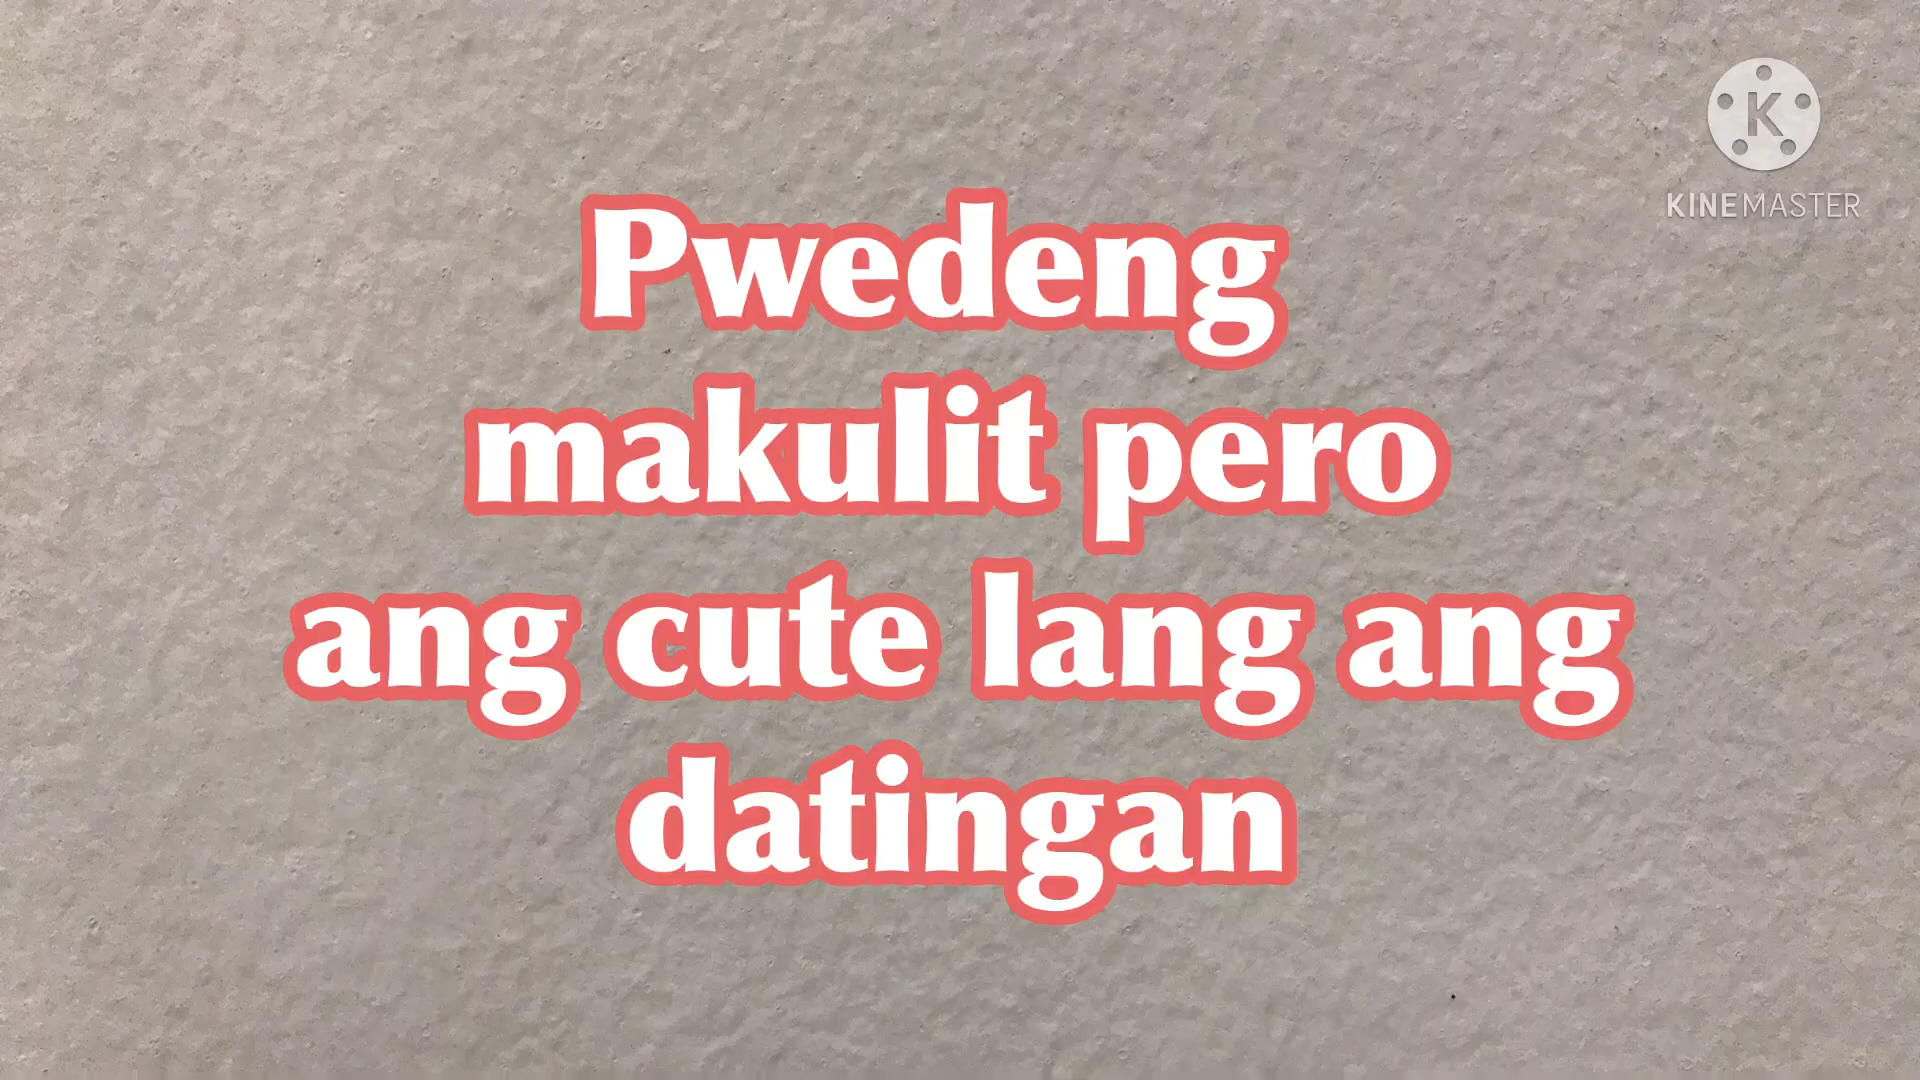 K
KINEMASTER
Pwedeng
makulit pero
ang cute lang ang
datingan